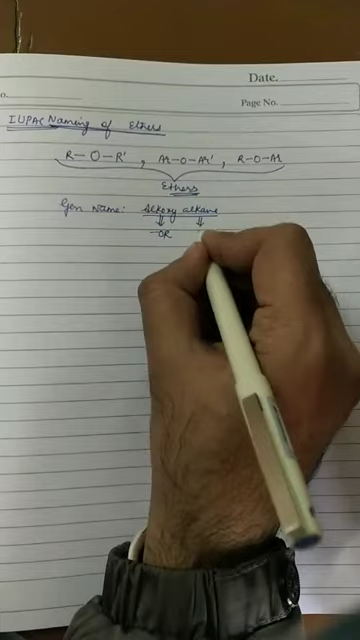 Date.
o.
Page No.
IUPAC Naming of Ethers
R-O-R' , Ar-O-Ar' , R-O-Ar
Ethers
Gen Name: Alkoxy alkane
-OR